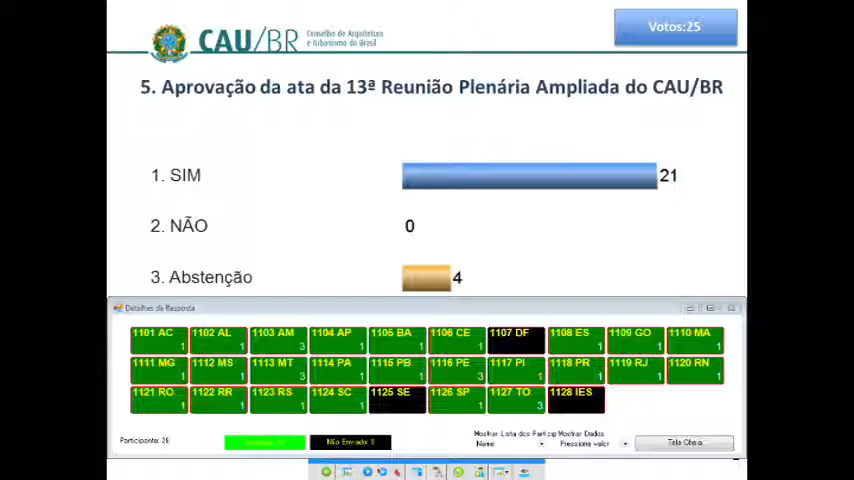 CAU/BR
Conselho de Arquitetura
e Urbanismo do Brasil
Votos:25
5. Aprovação da ata da 13ª Reunião Plenária Ampliada do CAU/BR
1. SIM 21
2. NÃO 0
3. Abstenção 4
Detalhes da Resposta
1101 AC 1 1102 AL 1 1103 AM 3 1104 AP 1 1105 BA 1 1106 CE 1 1107 DF 1108 ES 1 1109 GO 1 1110 MA 1
1111 MG 1 1112 MS 1 1113 MT 3 1114 PA 1 1115 PB 1 1116 PE 3 1117 PI 1 1118 PR 1 1119 RJ 1 1120 RN 1
1121 RO 1 1122 RR 1 1123 RS 1 1124 SC 1 1125 SE 1126 SP 1 1127 TO 3 1128 IES
Participante: 28
Não Enviado:
Mostrar Lista dos Particip Mostrar Dados
Name Pressione valor
Tela Cheia